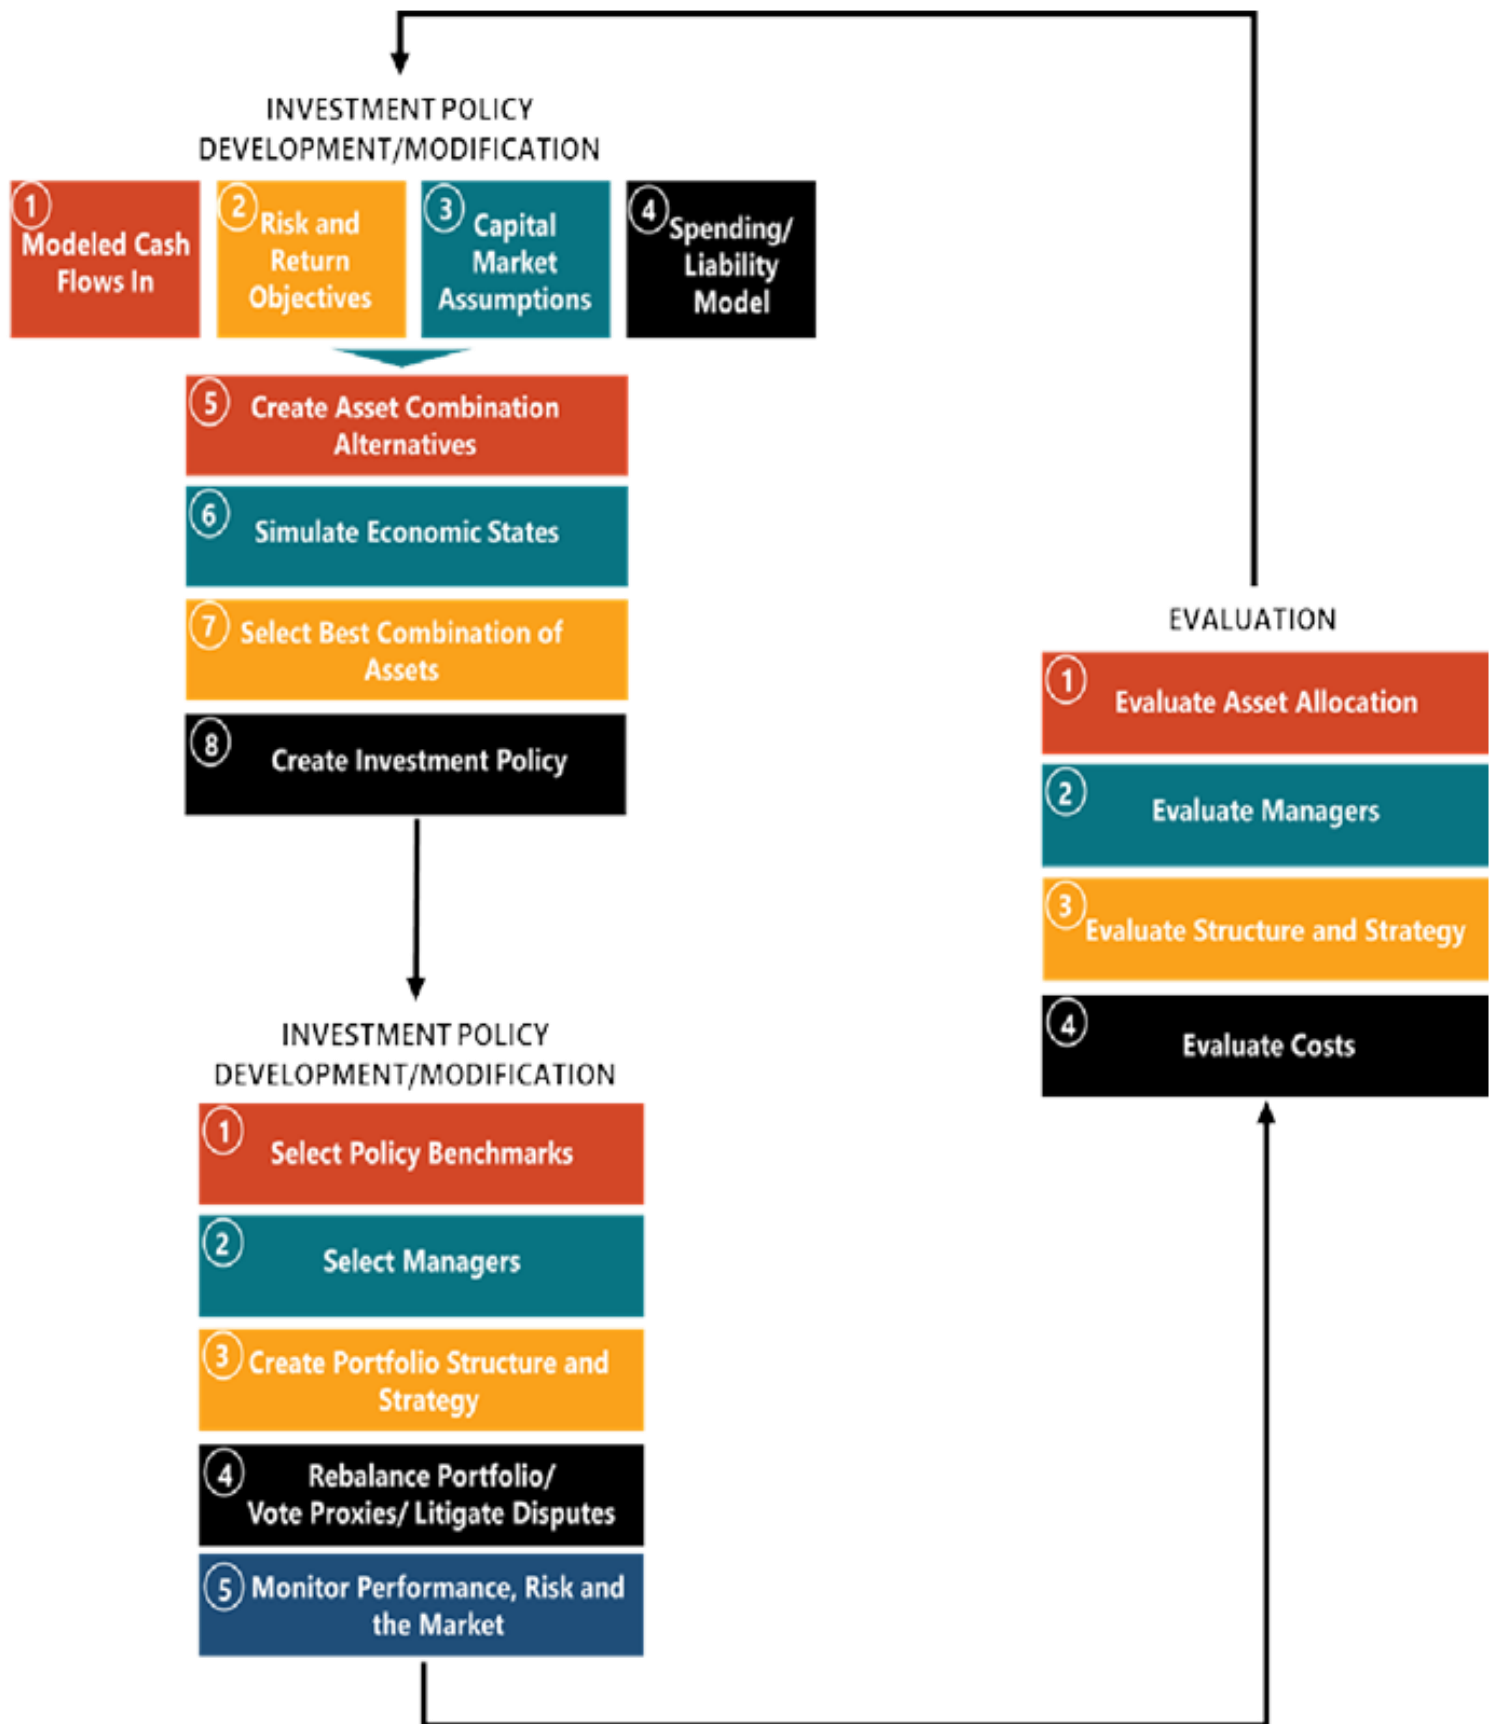 INVESTMENT POLICY
DEVELOPMENT/MODIFICATION
1
Modeled Cash
Flows In
2
Risk and
Return
Objectives
3
Capital
Market
Assumptions
4
Spending/
Liability
Model
5
Create Asset Combination
Alternatives
6
Simulate Economic States
7
Select Best Combination of
Assets
8
Create Investment Policy
INVESTMENT POLICY
DEVELOPMENT/MODIFICATION
1
Select Policy Benchmarks
2
Select Managers
3
Create Portfolio Structure and
Strategy
4
Rebalance Portfolio/
Vote Proxies/ Litigate Disputes
5
Monitor Performance, Risk and
the Market
EVALUATION
1
Evaluate Asset Allocation
2
Evaluate Managers
3
Evaluate Structure and Strategy
4
Evaluate Costs